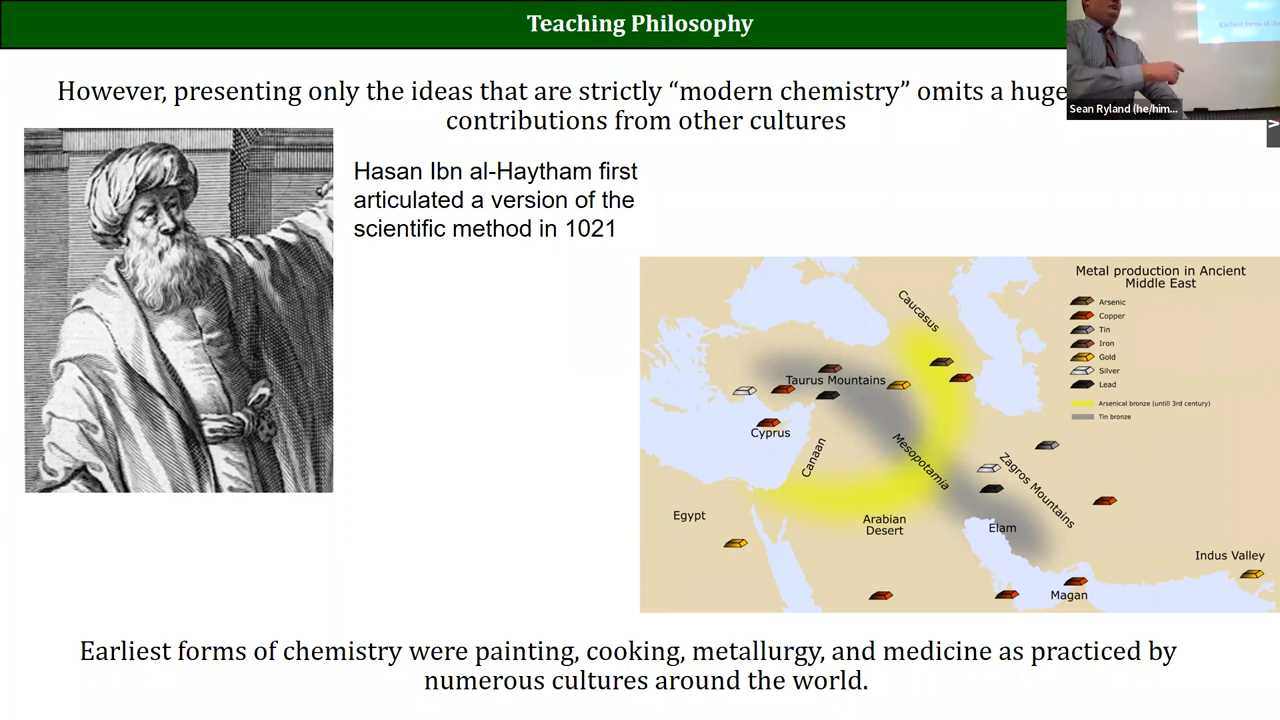 Teaching Philosophy
However, presenting only the ideas that are strictly “modern chemistry” omits a huge
contributions from other cultures
Sean Ryland (he/him...
Hasan Ibn al-Haytham first
articulated a version of the
scientific method in 1021
Metal production in Ancient
Middle East
Arsenic
Copper
Tin
Iron
Gold
Silver
Lead
Arsenical bronze (untill 3rd century)
Tin bronze
Caucasus
Taurus Mountains
Cyprus
Canaan
Mesopotamia
Zagros Mountains
Egypt
Arabian
Desert
Elam
Indus Valley
Magan
Earliest forms of chemistry were painting, cooking, metallurgy, and medicine as practiced by
numerous cultures around the world.